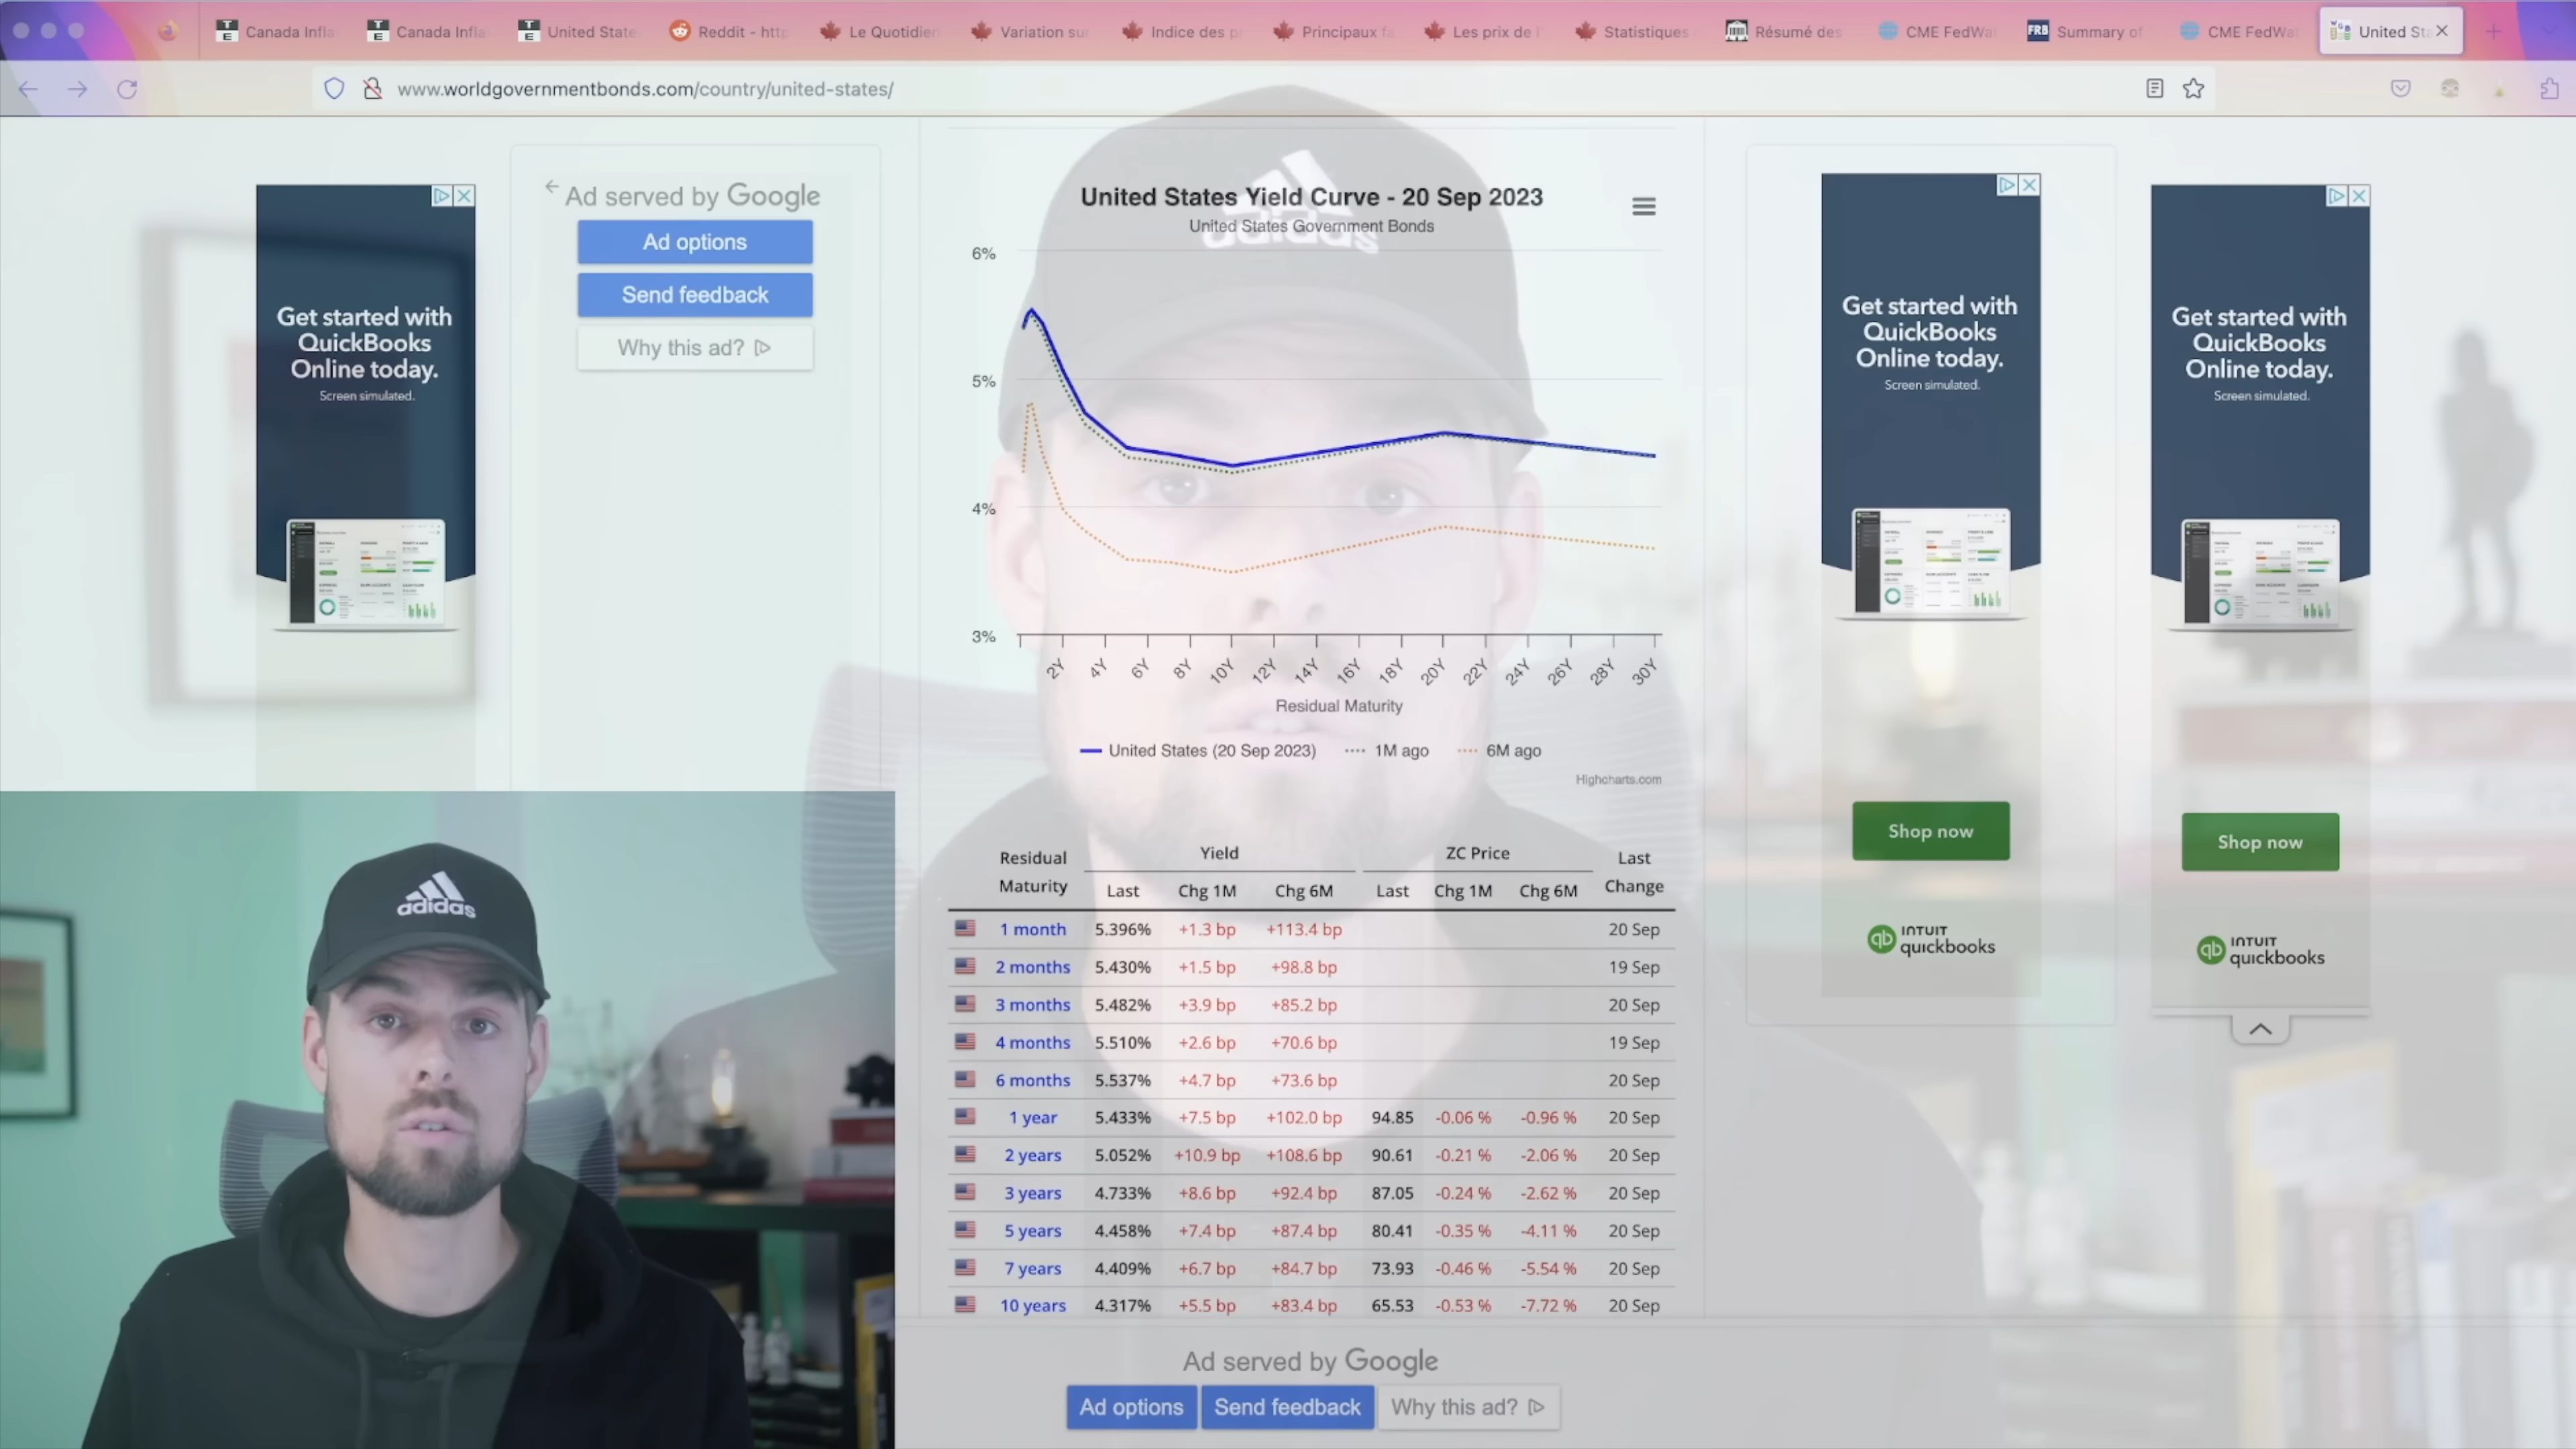 Canada Infla
Canada Infla
United State
Reddit - http
Le Quotidien
Variation sur
Indice des p
Principaux fa
Les prix de l'
Statistiques
Résumé des
CME FedWa
FRB
Summary of
CME FedWa
United Sta
www.worldgovernmentbonds.com/country/united-states/
Get started with
QuickBooks
Online today.
Screen simulated.
Ad served by Google
Ad options
Send feedback
Why this ad?
United States Yield Curve - 20 Sep 2023
United States Government Bonds
6%
5%
4%
3%
2Y 4Y 6Y 8Y 10Y 12Y 14Y 16Y 18Y 20Y 22Y 24Y 26Y 28Y 30Y
Residual Maturity
United States (20 Sep 2023) 1M ago 6M ago
Highcharts.com
adidas
Get started with
QuickBooks
Online today.
Screen simulated.
Shop now
INTUIT
quickbooks
Get started with
QuickBooks
Online today.
Screen simulated.
Shop now
INTUIT
quickbooks
Residual Maturity Yield ZC Price Last Change
Last Chg 1M Chg 6M Last Chg 1M Chg 6M
1 month 5.396% +1.3 bp +113.4 bp 20 Sep
2 months 5.430% +1.5 bp +98.8 bp 19 Sep
3 months 5.482% +3.9 bp +85.2 bp 20 Sep
4 months 5.510% +2.6 bp +70.6 bp 19 Sep
6 months 5.537% +4.7 bp +73.6 bp 20 Sep
1 year 5.433% +7.5 bp +102.0 bp 94.85 -0.06 % -0.96 % 20 Sep
2 years 5.052% +10.9 bp +108.6 bp 90.61 -0.21 % -2.06 % 20 Sep
3 years 4.733% +8.6 bp +92.4 bp 87.05 -0.24 % -2.62 % 20 Sep
5 years 4.458% +7.4 bp +87.4 bp 80.41 -0.35 % -4.11 % 20 Sep
7 years 4.409% +6.7 bp +84.7 bp 73.93 -0.46 % -5.54 % 20 Sep
10 years 4.317% +5.5 bp +83.4 bp 65.53 -0.53 % -7.72 % 20 Sep
adidas
Ad served by Google
Ad options
Send feedback
Why this ad?